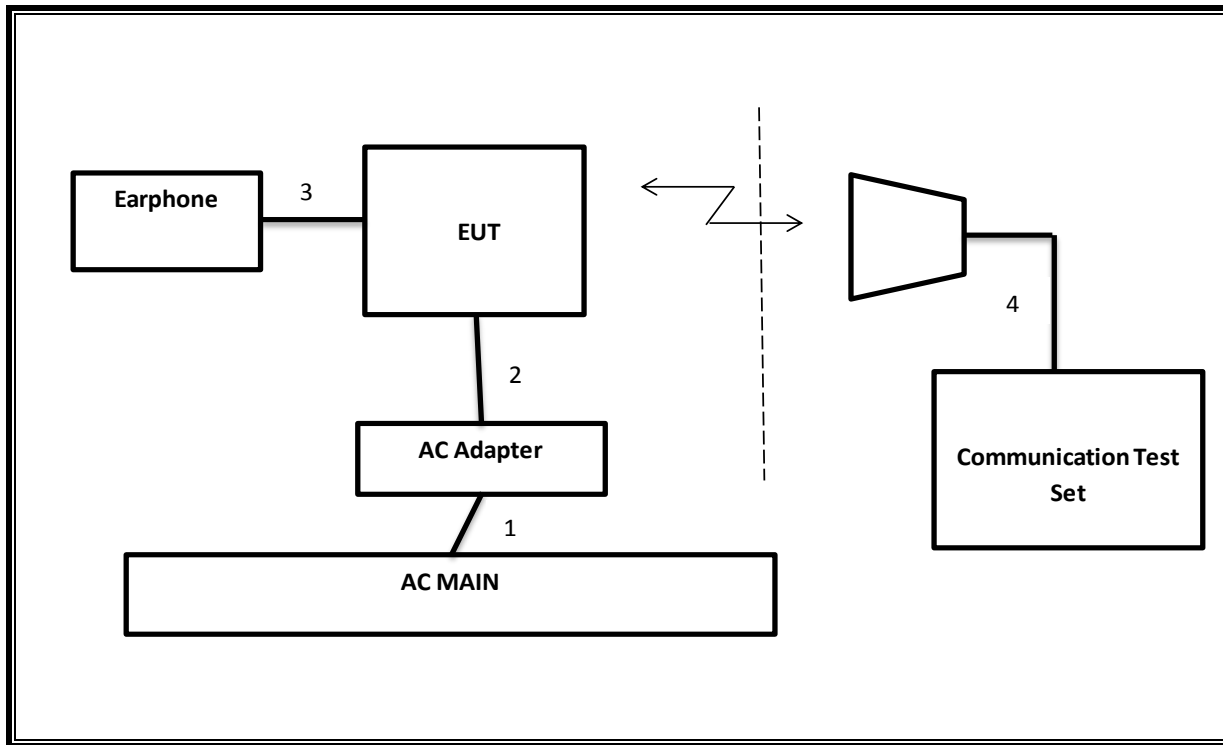 Earphone
3
EUT
4
2
AC Adapter
Communication Test
Set
1
AC MAIN